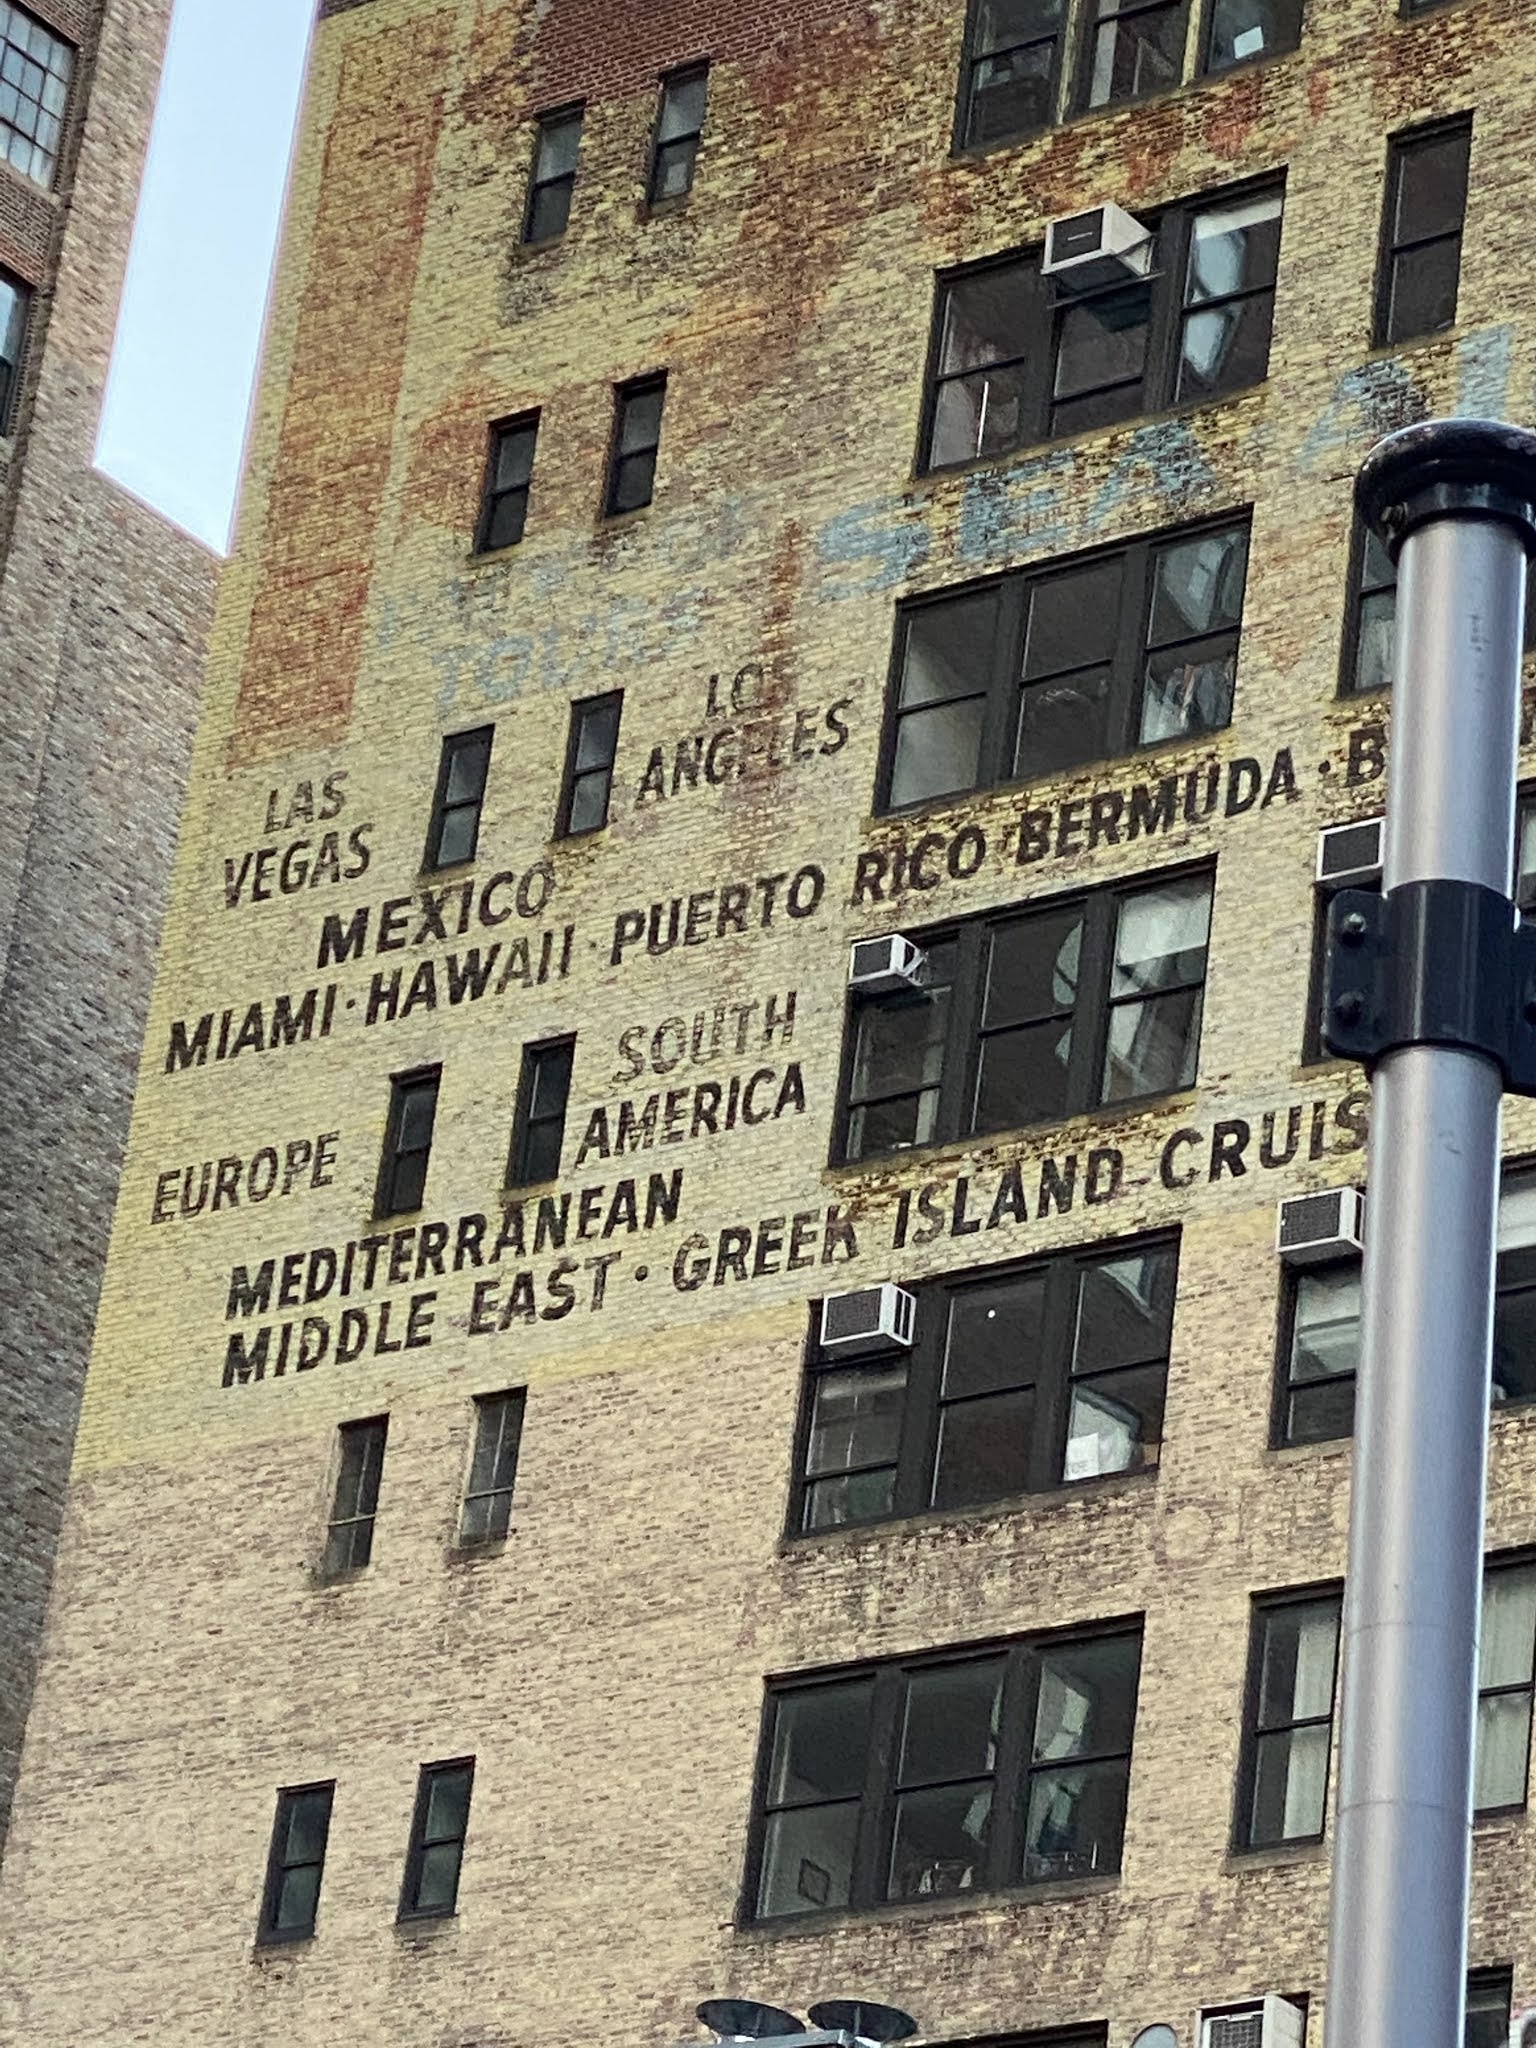 SEA
TOURS
LOS
ANGELES
LAS
VEGAS
MEXICO
MIAMI · HAWAII · PUERTO RICO BERMUDA · B
EUROPE
SOUTH
AMERICA
MEDITERRANEAN
MIDDLE EAST · GREEK ISLAND CRUIS